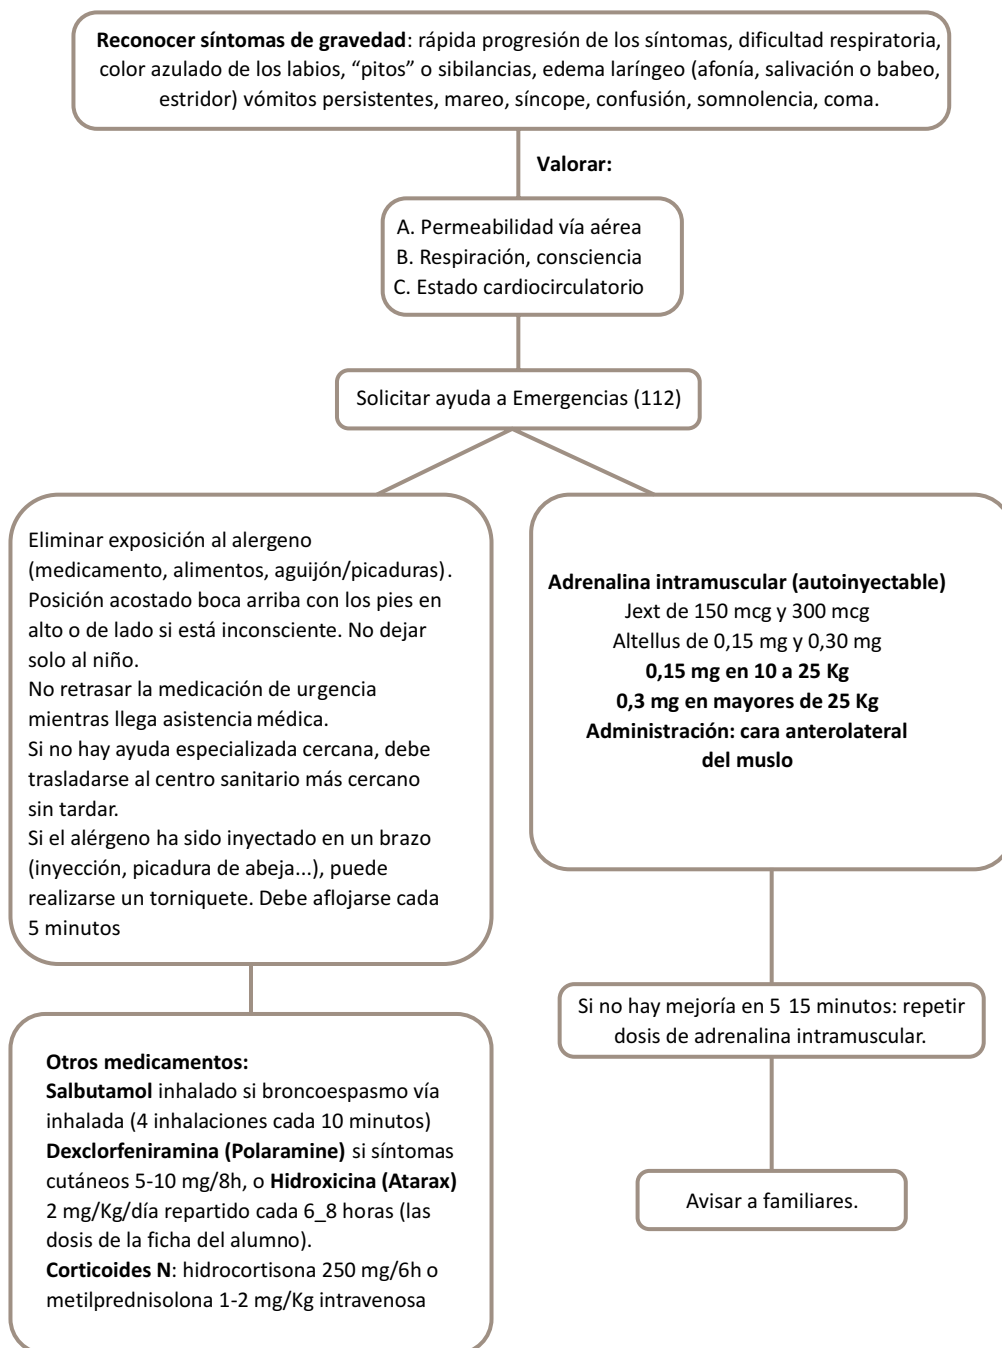 Reconocer síntomas de gravedad: rápida progresión de los síntomas, dificultad respiratoria,
color azulado de los labios, “pitos” o sibilancias, edema laríngeo (afonía, salivación o babeo,
estridor) vómitos persistentes, mareo, síncope, confusión, somnolencia, coma.
Valorar:
A. Permeabilidad vía aérea
B. Respiración, consciencia
C. Estado cardiocirculatorio
Solicitar ayuda a Emergencias (112)
Eliminar exposición al alergeno
(medicamento, alimentos, aguijón/picaduras).
Posición acostado boca arriba con los pies en
alto o de lado si está inconsciente. No dejar
solo al niño.
No retrasar la medicación de urgencia
mientras llega asistencia médica.
Si no hay ayuda especializada cercana, debe
trasladarse al centro sanitario más cercano
sin tardar.
Si el alérgeno ha sido inyectado en un brazo
(inyección, picadura de abeja...), puede
realizarse un torniquete. Debe aflojarse cada
5 minutos
Otros medicamentos:
Salbutamol inhalado si broncoespasmo vía
inhalada (4 inhalaciones cada 10 minutos)
Dexclorfeniramina (Polaramine) si síntomas
cutáneos 5-10 mg/8h, o Hidroxicina (Atarax)
2 mg/Kg/día repartido cada 6_8 horas (las
dosis de la ficha del alumno).
Corticoides N: hidrocortisona 250 mg/6h o
metilprednisolona 1-2 mg/Kg intravenosa
Adrenalina intramuscular (autoinyectable)
Jext de 150 mcg y 300 mcg
Altellus de 0,15 mg y 0,30 mg
0,15 mg en 10 a 25 Kg
0,3 mg en mayores de 25 Kg
Administración: cara anterolateral
del muslo
Si no hay mejoría en 5 15 minutos: repetir
dosis de adrenalina intramuscular.
Avisar a familiares.